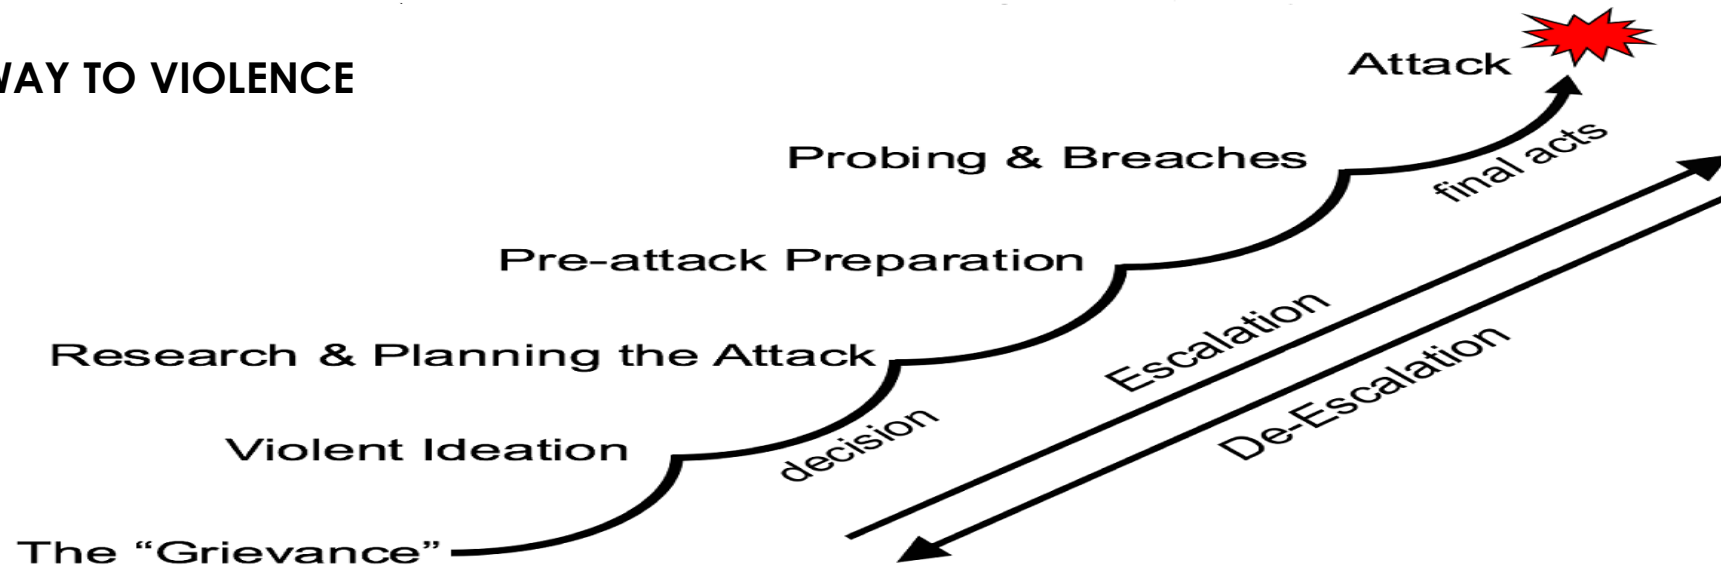 WAY TO VIOLENCE
Attack
Probing & Breaches
final acts
Pre-attack Preparation
Escalation
De-Escalation
Research & Planning the Attack
decision
Violent Ideation
The “Grievance”